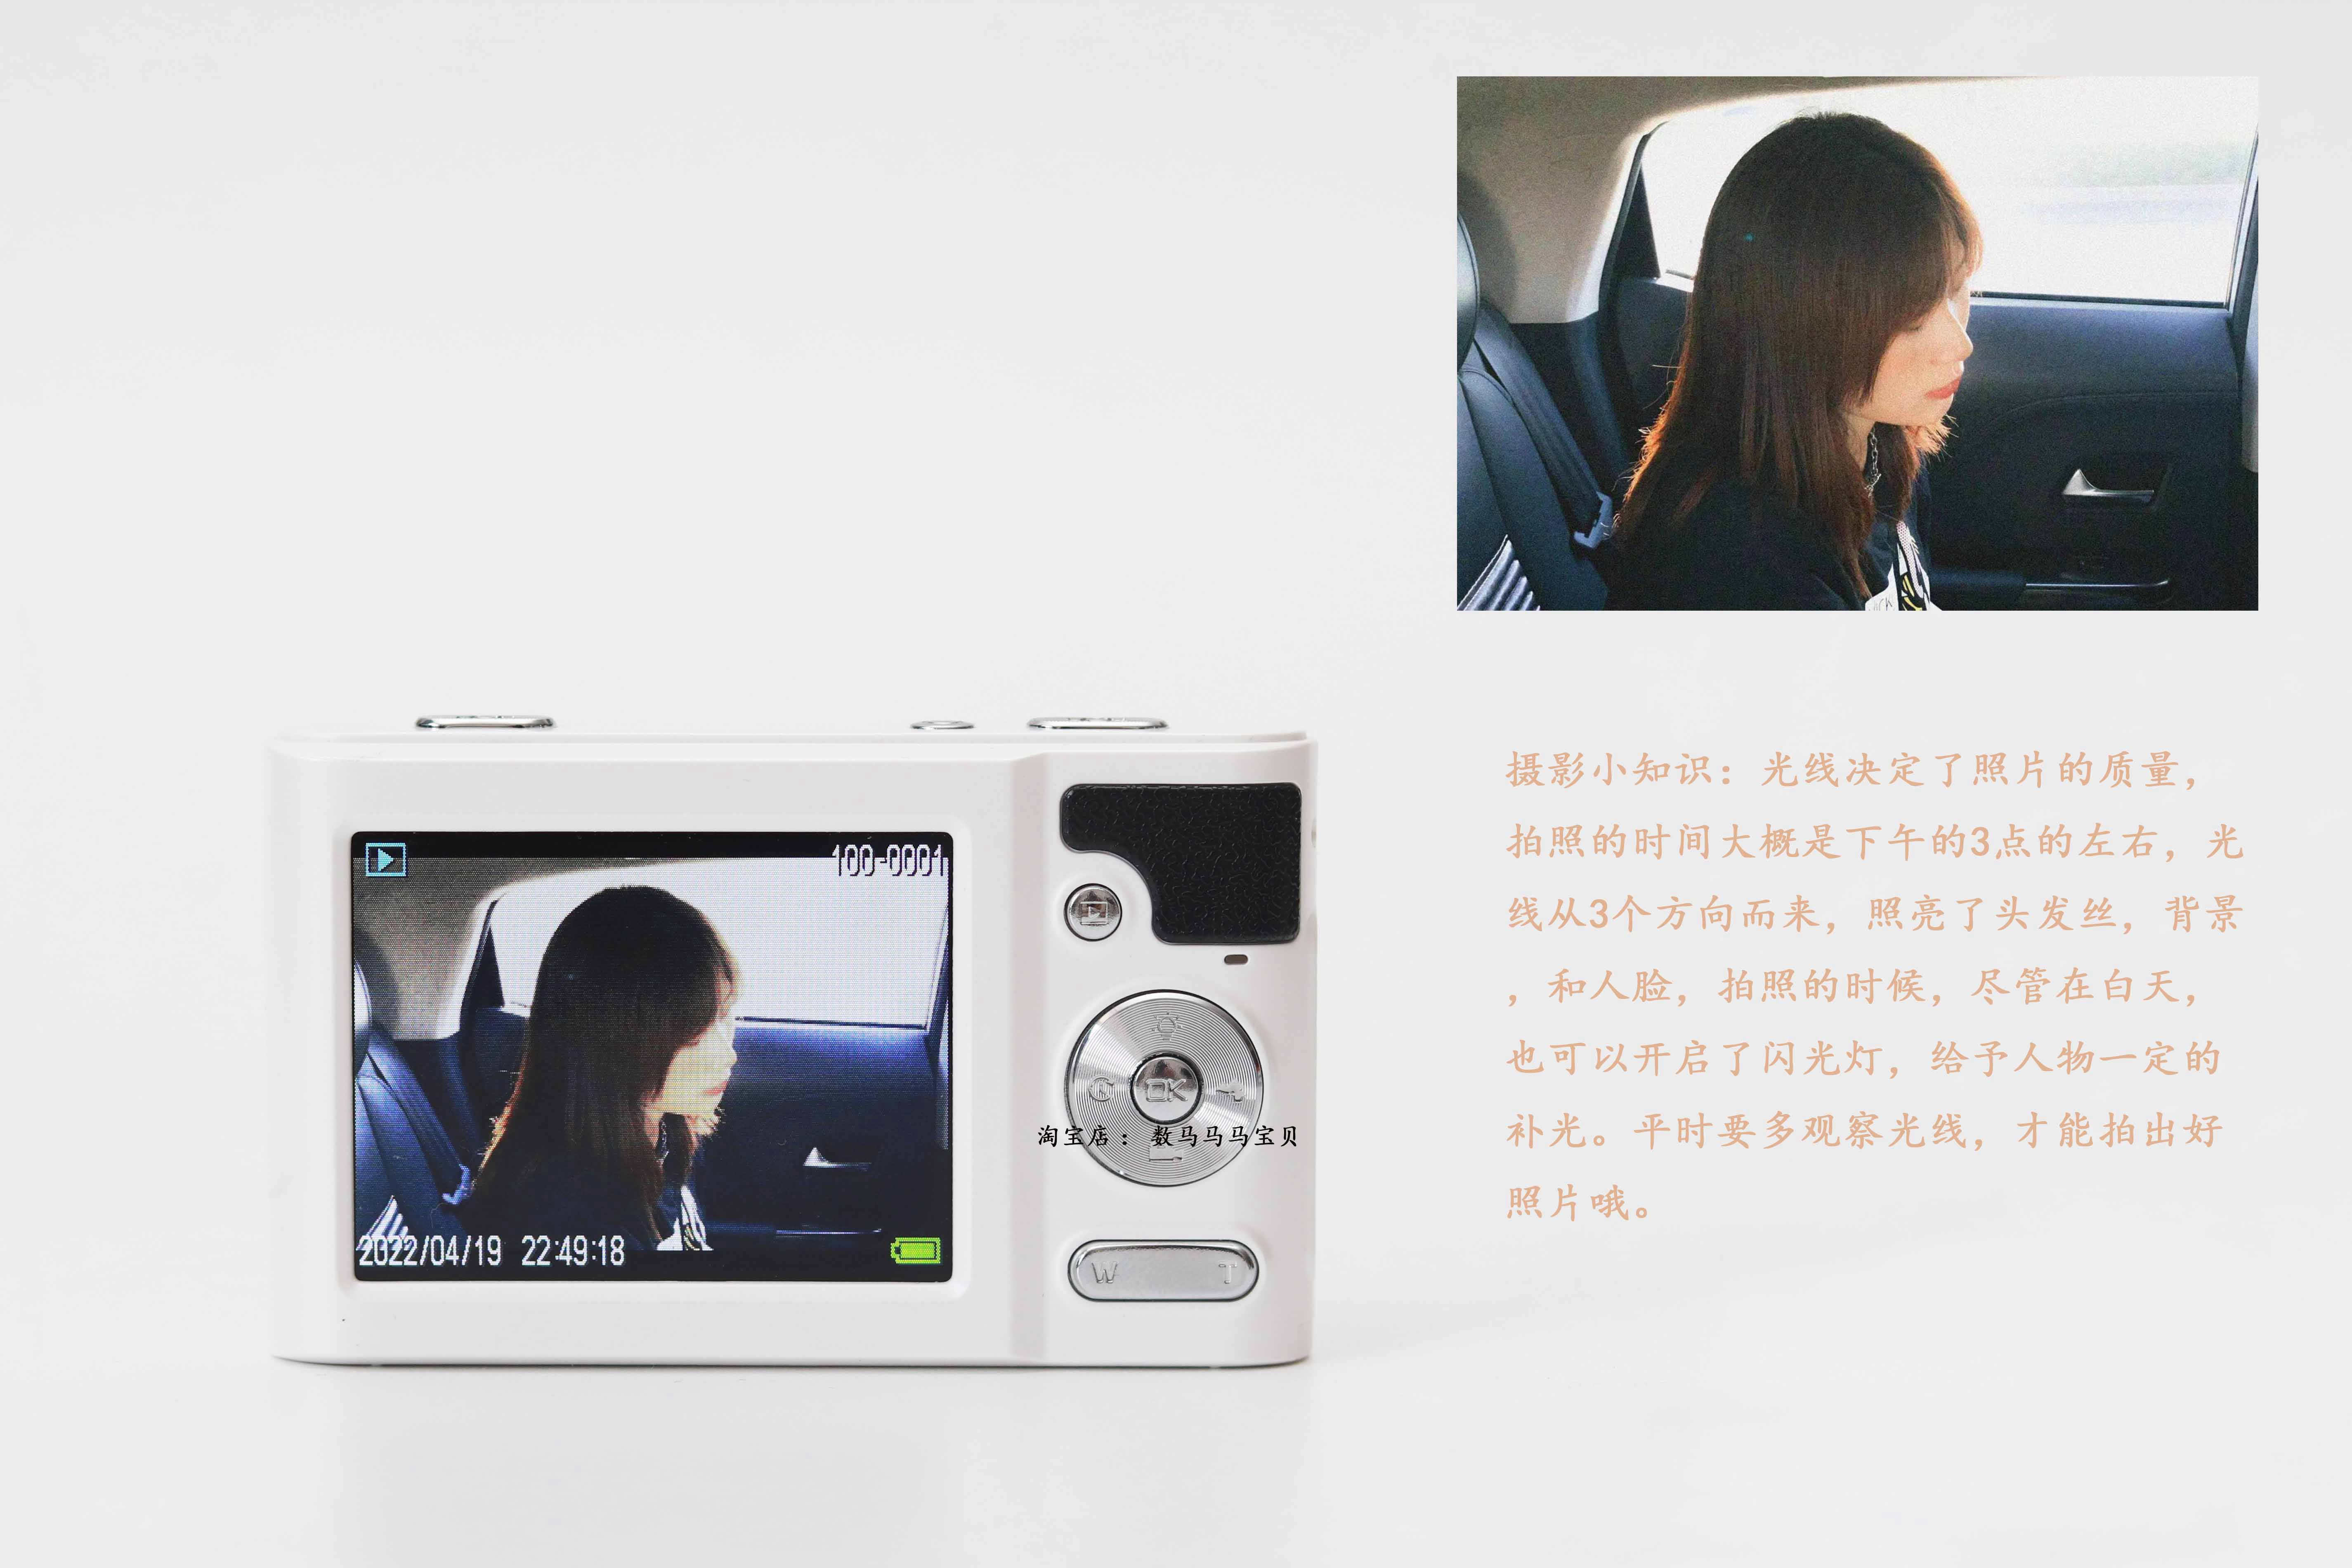 摄影小知识：光线决定了照片的质量，
拍照的时间大概是下午的3点的左右，光
线从3个方向而来，照亮了头发丝，背景
，和人脸，拍照的时候，尽管在白天，
也可以开启了闪光灯，给予人物一定的
补光。平时要多观察光线，才能拍出好
照片哦。
100-0001
2022/04/19 22:49:18
OK
淘宝店：数马马马宝贝
W T